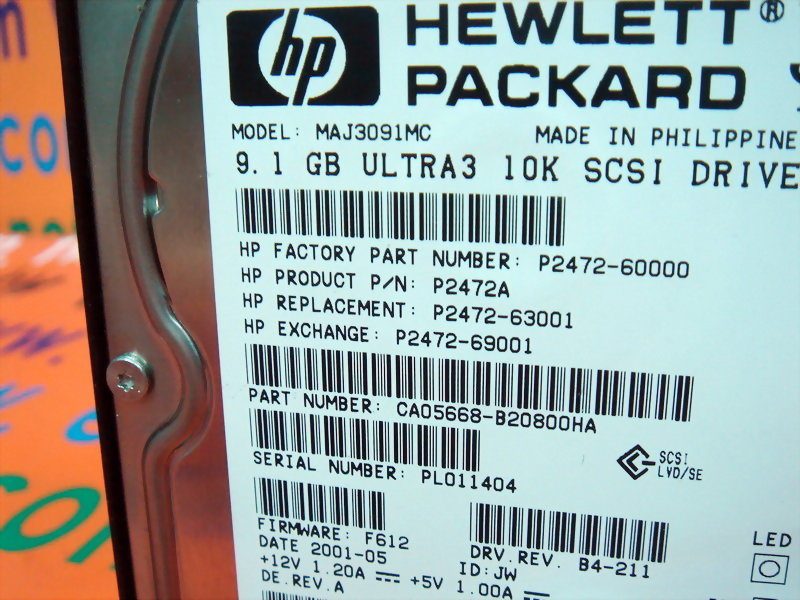 hp HEWLETT®
PACKARD
MODEL: MAJ3091MC MADE IN PHILIPPINE
9.1 GB ULTRA3 10K SCSI DRIVE
HP FACTORY PART NUMBER: P2472-60000
HP PRODUCT P/N: P2472A
HP REPLACEMENT: P2472-63001
HP EXCHANGE: P2472-69001
PART NUMBER: CA05668-B20800HA
SCSI
LVD/SE
SERIAL NUMBER: PL011404
FIRMWARE: F612
DRV.REV. B4-211
LED
DATE 2001-05 ID:JW
+12V 1.20A +5V 1.00A
DE.REV.A